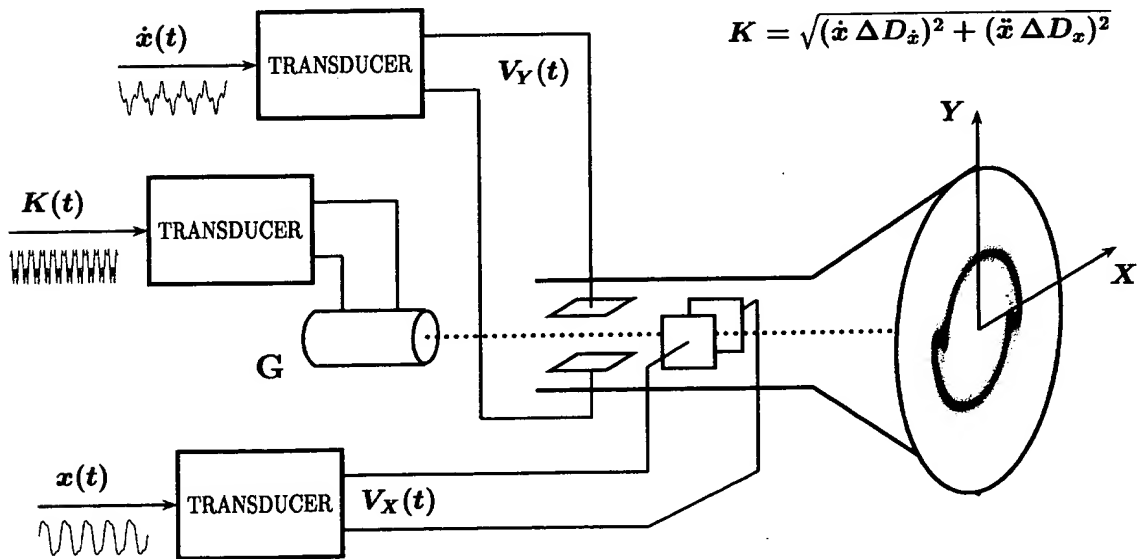 ẋ(t)
TRANSDUCER
V_Y(t)
K = √((ẋ ΔD_ẋ)² + (ẍ ΔD_x)²)
Y
K(t)
TRANSDUCER
X
G
x(t)
TRANSDUCER
V_X(t)